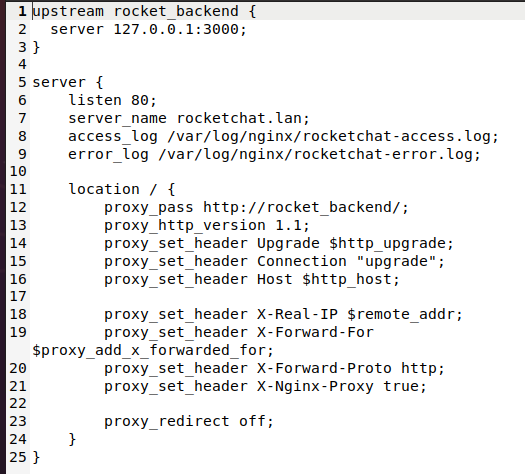 1 upstream rocket_backend {
2   server 127.0.0.1:3000;
3 }
4
5 server {
6     listen 80;
7     server_name rocketchat.lan;
8     access_log /var/log/nginx/rocketchat-access.log;
9     error_log /var/log/nginx/rocketchat-error.log;
10
11     location / {
12         proxy_pass http://rocket_backend/;
13         proxy_http_version 1.1;
14         proxy_set_header Upgrade $http_upgrade;
15         proxy_set_header Connection "upgrade";
16         proxy_set_header Host $http_host;
17
18         proxy_set_header X-Real-IP $remote_addr;
19         proxy_set_header X-Forward-For
$proxy_add_x_forwarded_for;
20         proxy_set_header X-Forward-Proto http;
21         proxy_set_header X-Nginx-Proxy true;
22
23         proxy_redirect off;
24     }
25 }